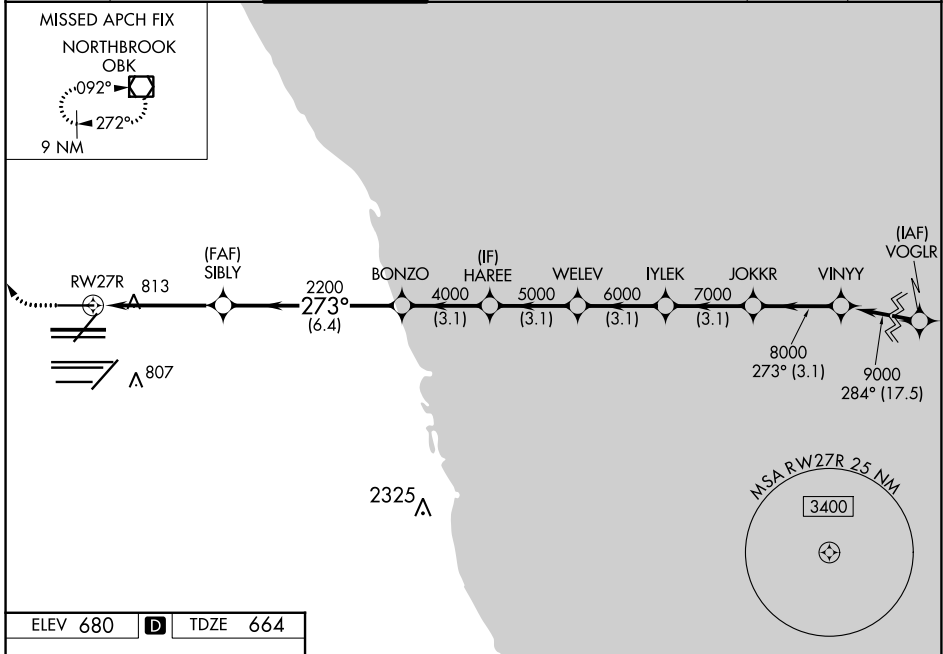 MISSED APCH FIX
NORTHBROOK
OBK
092°
272°
9 NM
(FAF)
SIBLY
RW27R
813
807
2200
273°
(6.4)
BONZO
4000
(3.1)
(IF)
HAREE
5000
(3.1)
WELEV
6000
(3.1)
IYLEK
7000
(3.1)
JOKKR
8000
273° (3.1)
VINYY
9000
284° (17.5)
(IAF)
VOGLR
2325
MSA RW27R 25 NM
3400
ELEV 680 D TDZE 664